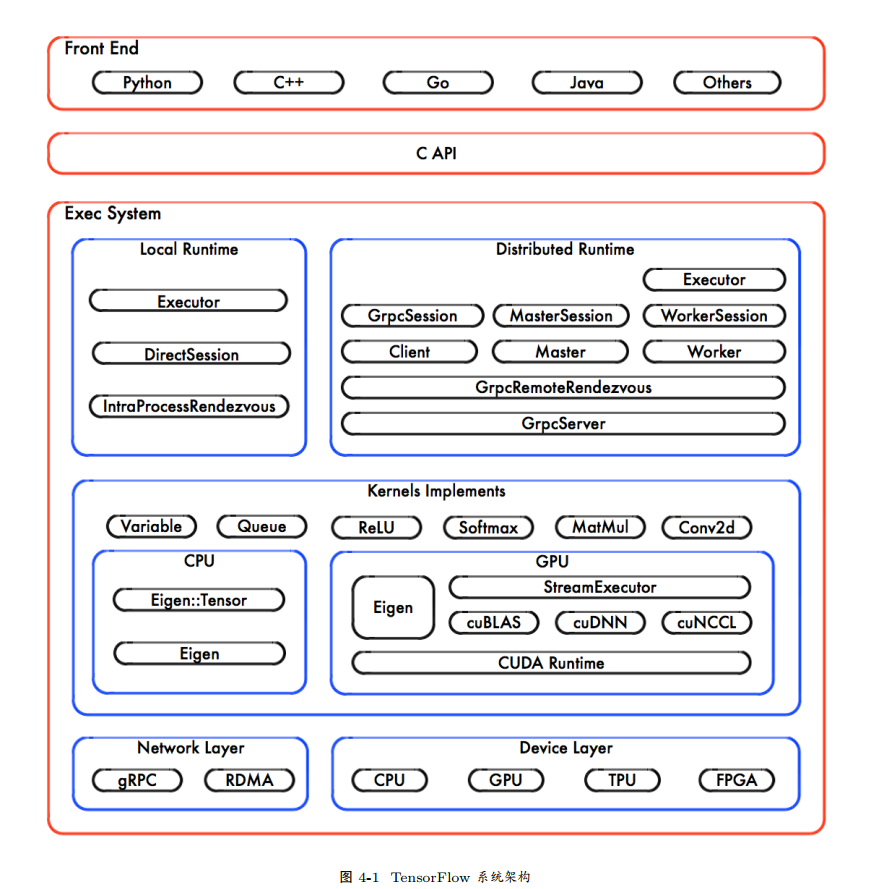 Front End
Python C++ Go Java Others
C API
Exec System
Local Runtime
Executor
DirectSession
IntraProcessRendezvous
Distributed Runtime
Executor
GrpcSession MasterSession WorkerSession
Client Master Worker
GrpcRemoteRendezvous
GrpcServer
Kernels Implements
Variable Queue ReLU Softmax MatMul Conv2d
CPU
Eigen::Tensor
Eigen
GPU
Eigen
StreamExecutor
cuBLAS cuDNN cuNCCL
CUDA Runtime
Network Layer
gRPC RDMA
Device Layer
CPU GPU TPU FPGA
图 4-1 TensorFlow 系统架构